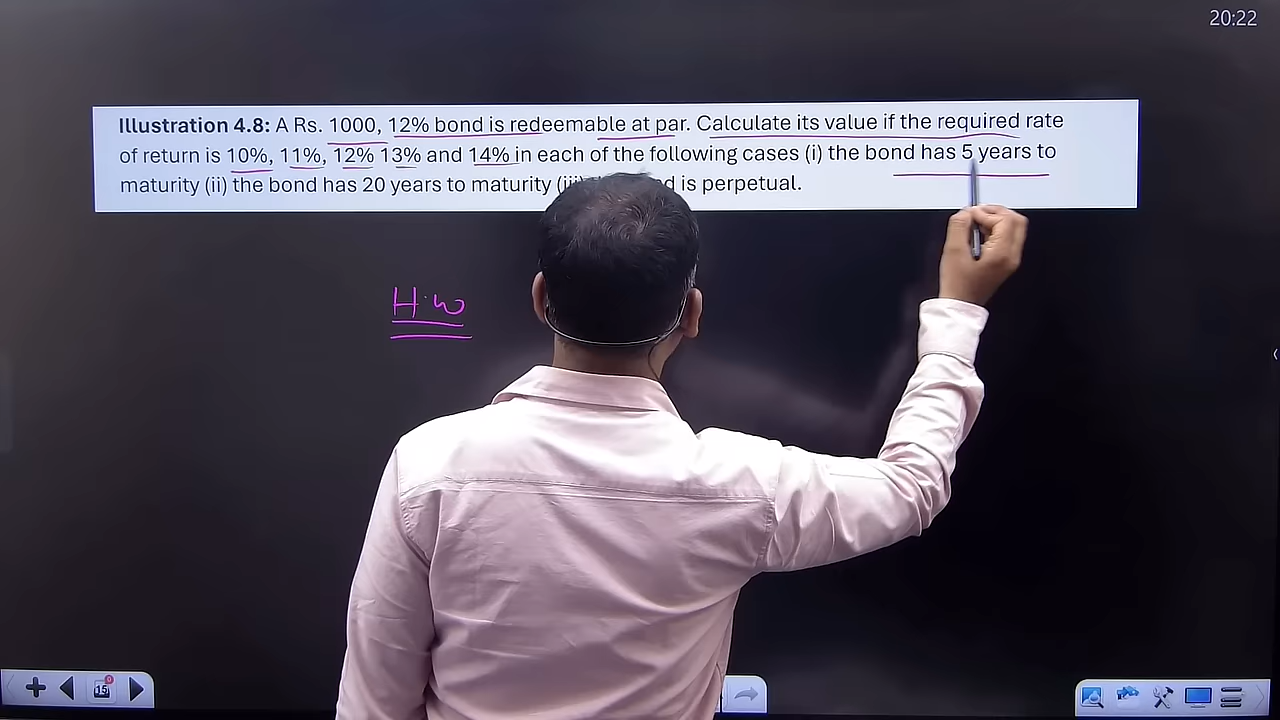 20:22
Illustration 4.8: A Rs. 1000, 12% bond is redeemable at par. Calculate its value if the required rate
of return is 10%, 11%, 12% 13% and 14% in each of the following cases (i) the bond has 5 years to
maturity (ii) the bond has 20 years to maturity (iii) is perpetual.
H.W
15